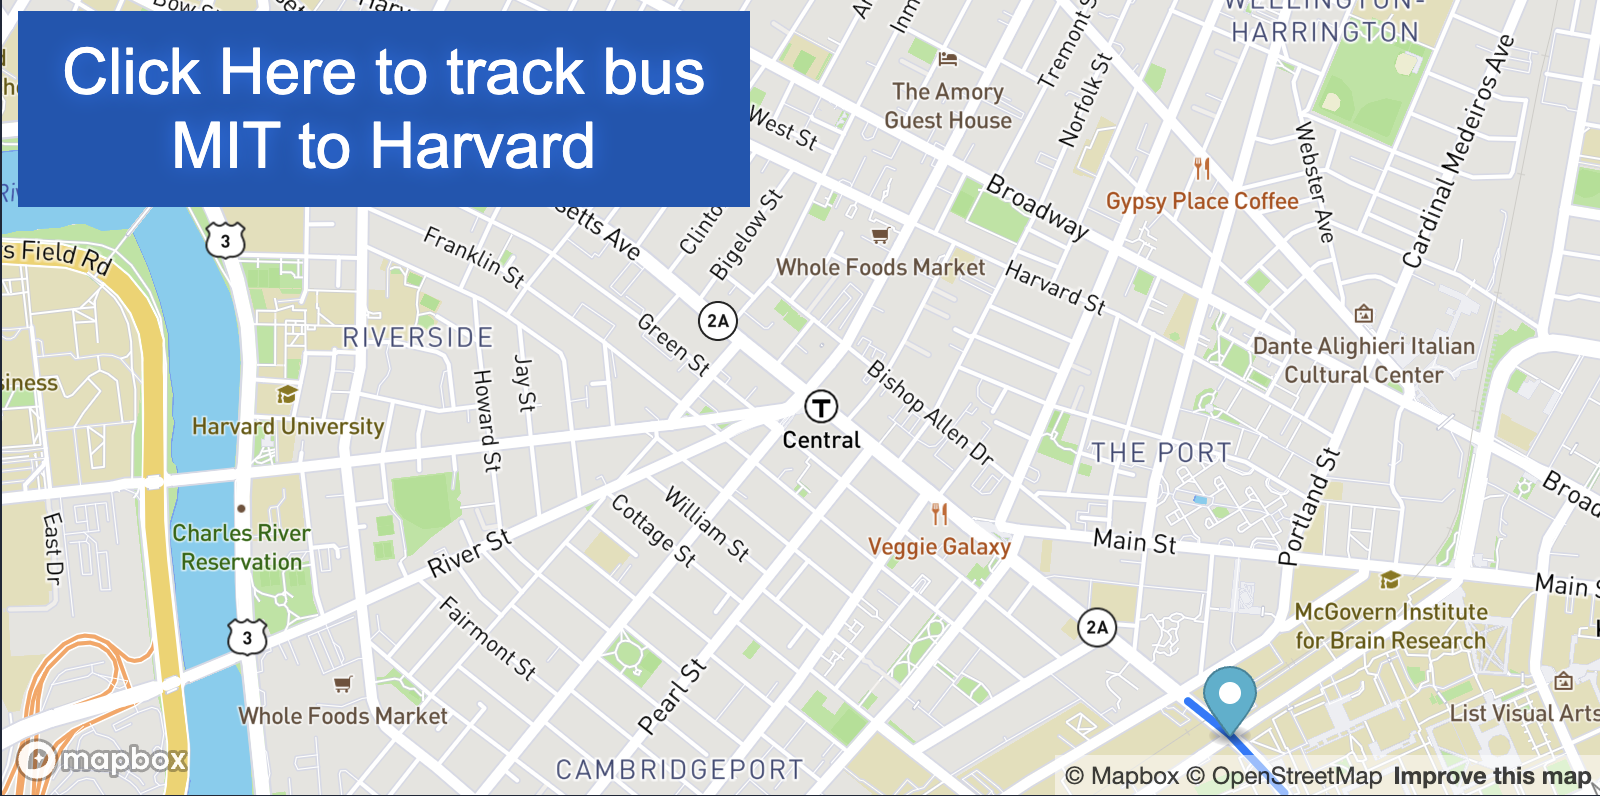 Bow St
WELLINGTON-
HARRINGTON
Click Here to track bus
MIT to Harvard
The Amory
Guest House
Tremont S
Norfolk St
Cardinal Medeiros Ave
West St
Webster Ave
Broadway
Gypsy Place Coffee
s Field Rd
3
Franklin St
setts Ave
Clinto
Bigelow St
Whole Foods Market
Harvard St
RIVERSIDE
2A
Green St
Jay St
Howard St
Dante Alighieri Italian
Cultural Center
Bishop Allen Dr
siness
Harvard University
T
Central
THE PORT
Portland St
Broad
East Dr
Charles River
Reservation
River St
Cottage St
William St
Veggie Galaxy
Main St
Main S
McGovern Institute
for Brain Research
3
Fairmont St
2A
Pearl St
Whole Foods Market
List Visual Arts
mapbox
CAMBRIDGEPORT
© Mapbox © OpenStreetMap Improve this map